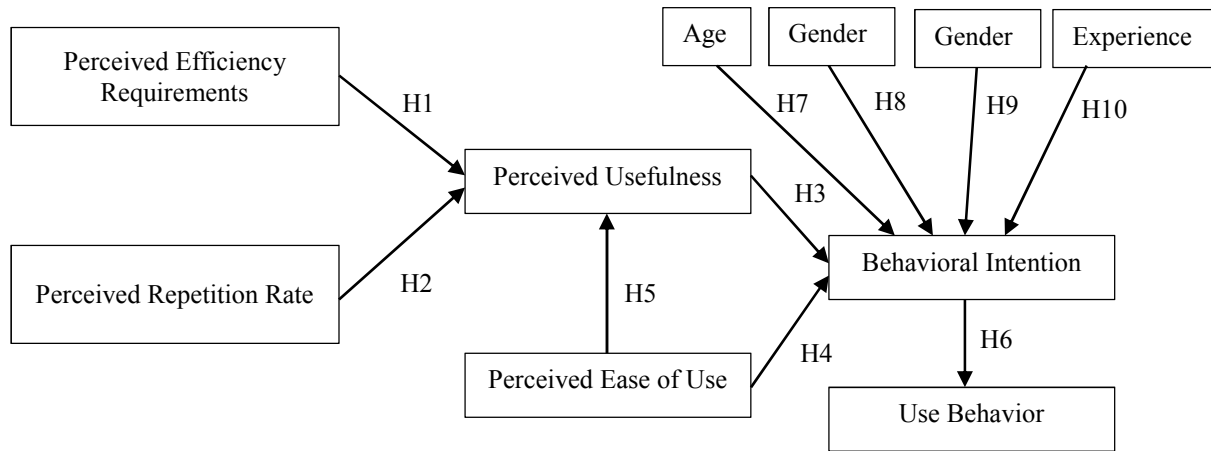 Age
Gender
Gender
Experience
Perceived Efficiency
Requirements
H1
H7
H8
H9
H10
Perceived Usefulness
H3
Behavioral Intention
Perceived Repetition Rate
H2
H5
H4
H6
Perceived Ease of Use
Use Behavior